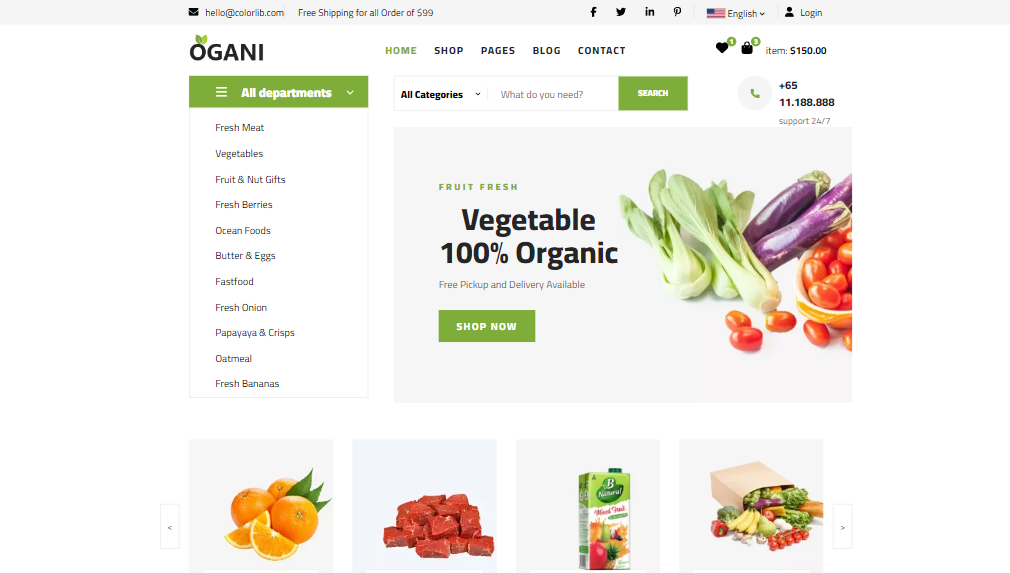 hello@colorlib.com
Free Shipping for all Order of $99
English
Login
OGANI
HOME
SHOP
PAGES
BLOG
CONTACT
1
3
item: $150.00
All departments
Fresh Meat
Vegetables
Fruit & Nut Gifts
Fresh Berries
Ocean Foods
Butter & Eggs
Fastfood
Fresh Onion
Papayaya & Crisps
Oatmeal
Fresh Bananas
All Categories
What do you need?
SEARCH
+65
11.188.888
support 24/7
FRUIT FRESH
Vegetable
100% Organic
Free Pickup and Delivery Available
SHOP NOW
<
B
Natural
Mixed Fruit
>